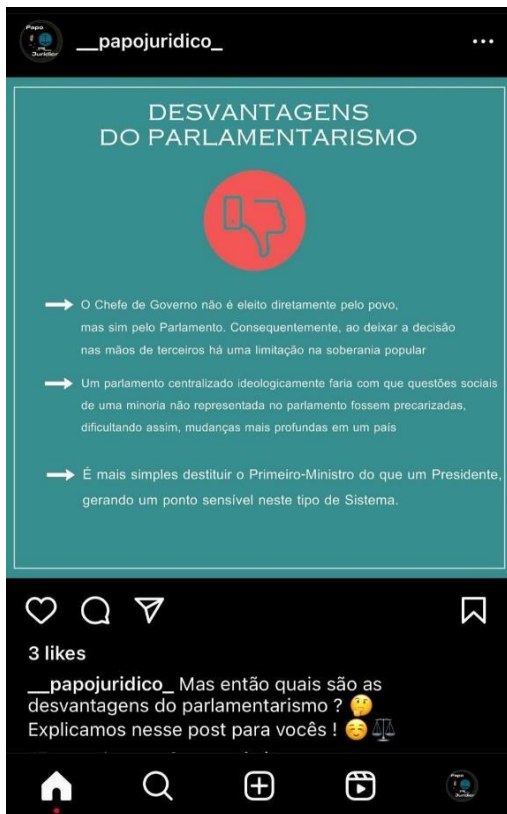 Papo
Jurídico
__papojuridico_
DESVANTAGENS
DO PARLAMENTARISMO
O Chefe de Governo não é eleito diretamente pelo povo,
mas sim pelo Parlamento. Consequentemente, ao deixar a decisão
nas mãos de terceiros há uma limitação na soberania popular
Um parlamento centralizado ideologicamente faria com que questões sociais
de uma minoria não representada no parlamento fossem precarizadas,
dificultando assim, mudanças mais profundas em um país
É mais simples destituir o Primeiro-Ministro do que um Presidente,
gerando um ponto sensível neste tipo de Sistema.
3 likes
__papojuridico_ Mas então quais são as
desvantagens do parlamentarismo ? 🤔
Explicamos nesse post para vocês ! ☺️⚖️